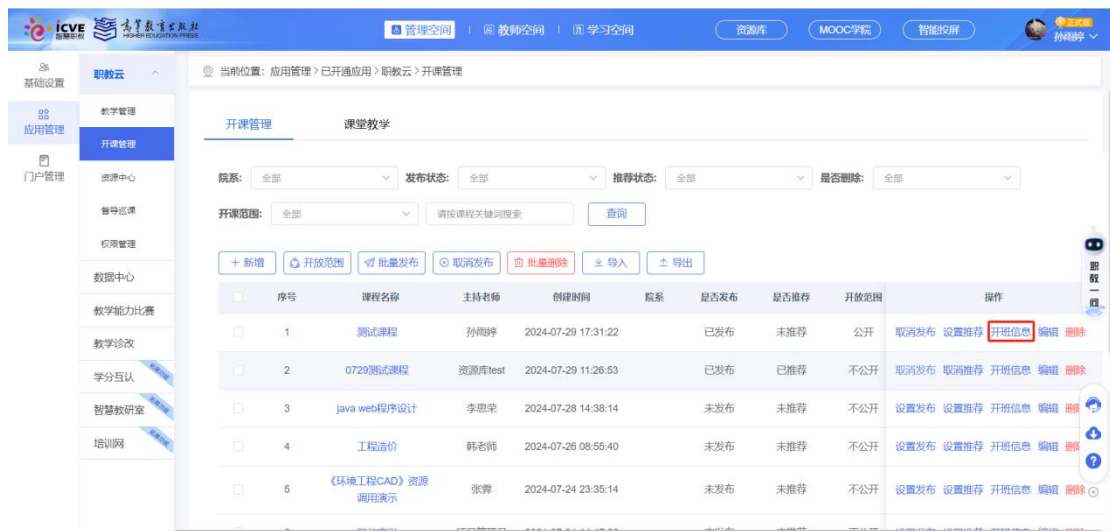 icve 智慧职教 高等教育出版社 HIGHER EDUCATION PRESS 管理空间 教师空间 学习空间 资源库 MOOC学院 智能投屏 正式版 孙雨婷
基础设置
应用管理
门户管理
职教云
教学管理
开课管理
资源中心
督导巡课
权限管理
数据中心
教学能力比赛
教学诊改
学分互认
智慧教研室
培训网
当前位置：应用管理>已开通应用>职教云>开课管理
开课管理 课堂教学
院系: 全部 发布状态: 全部 推荐状态: 全部 是否删除: 全部
开课范围: 全部 请按课程关键词搜索 查询
新增 开放范围 批量发布 取消发布 批量删除 导入 导出
序号 课程名称 主持老师 创建时间 院系 是否发布 是否推荐 开放范围 操作
1 测试课程 孙雨婷 2024-07-29 17:31:22 已发布 未推荐 公开 取消发布 设置推荐 开班信息 编辑 删除
2 0729测试课程 资源库test 2024-07-29 11:26:53 已发布 已推荐 不公开 取消发布 取消推荐 开班信息 编辑 删除
3 java web程序设计 李思荣 2024-07-28 14:38:14 未发布 未推荐 不公开 设置发布 设置推荐 开班信息 编辑
4 工程造价 韩老师 2024-07-26 08:55:40 未发布 未推荐 不公开 设置发布 设置推荐 开班信息 编辑
5 《环境工程CAD》资源
调用演示 张霁 2024-07-24 23:35:14 未发布 未推荐 不公开 设置发布 设置推荐 开班信息 编辑 删除
职教一